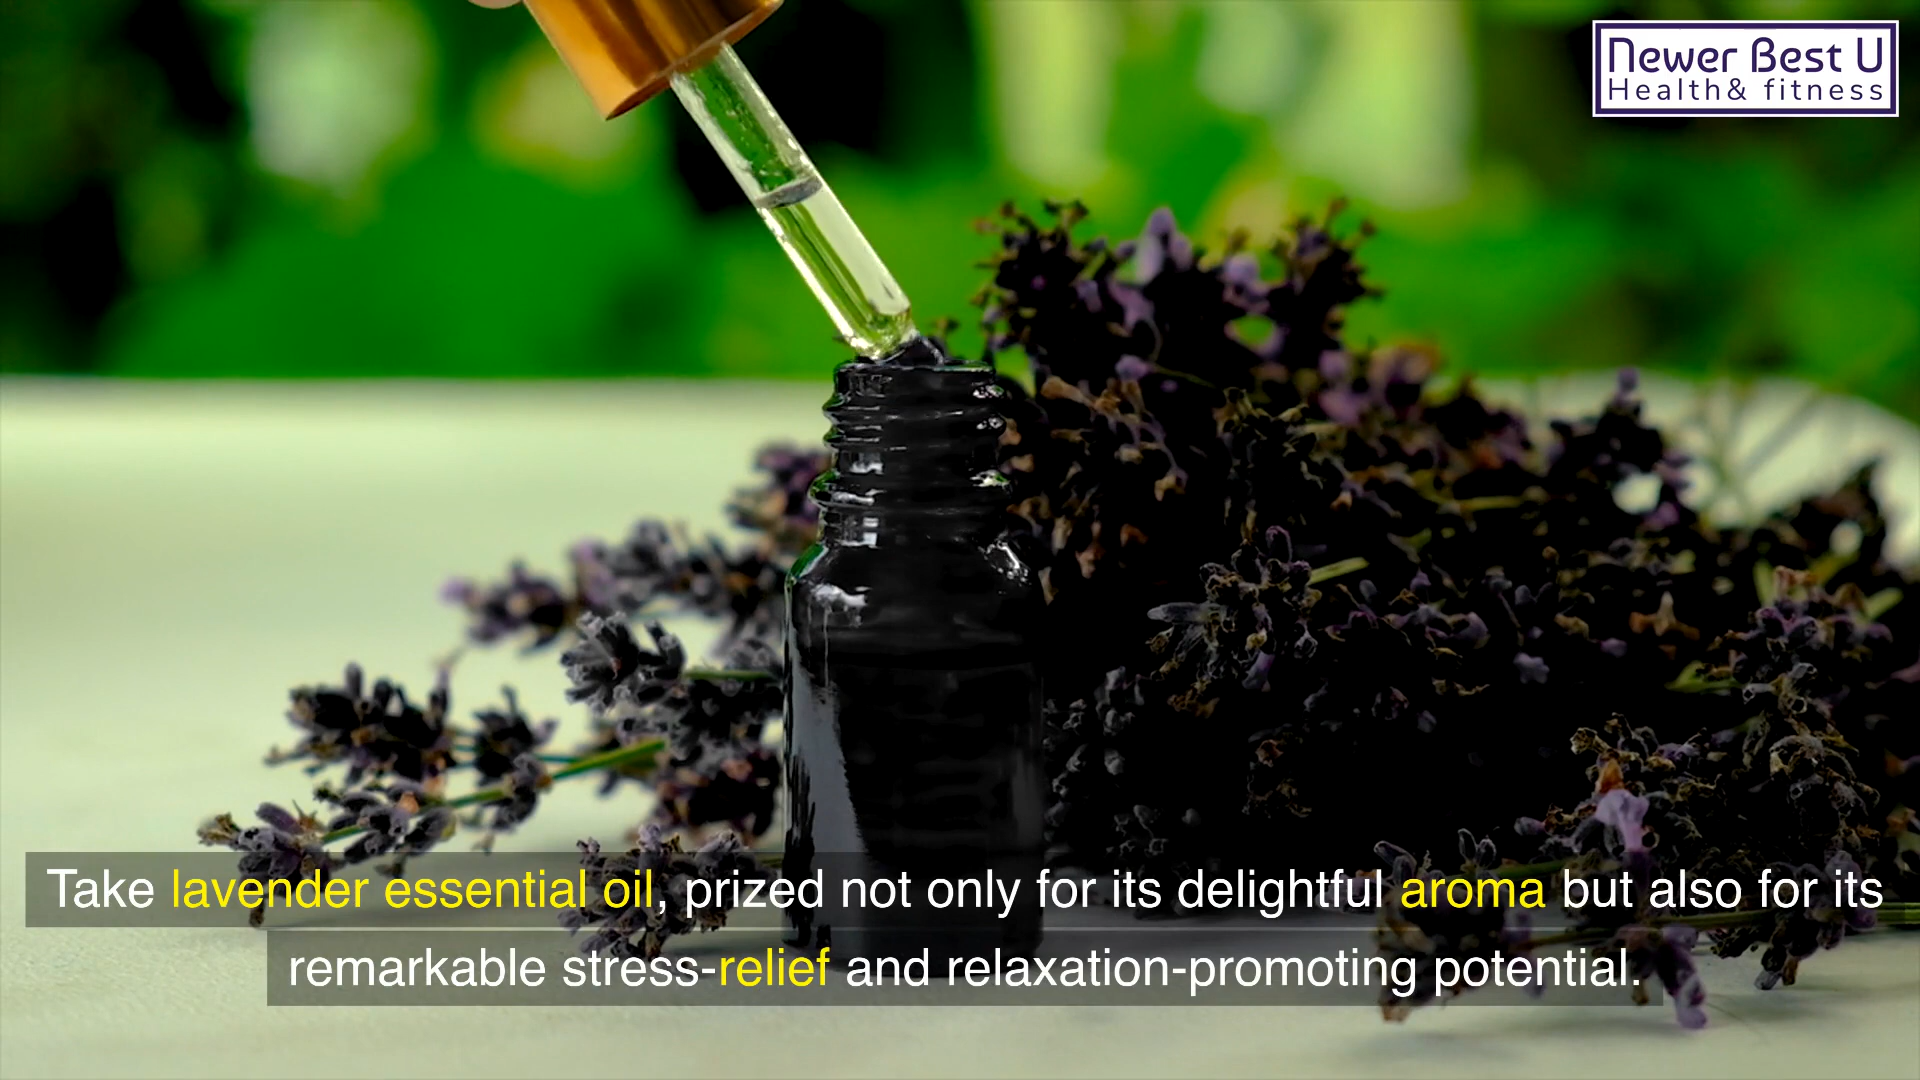 Newer Best U
Health& fitness
Take lavender essential oil, prized not only for its delightful aroma but also for its
remarkable stress-relief and relaxation-promoting potential.